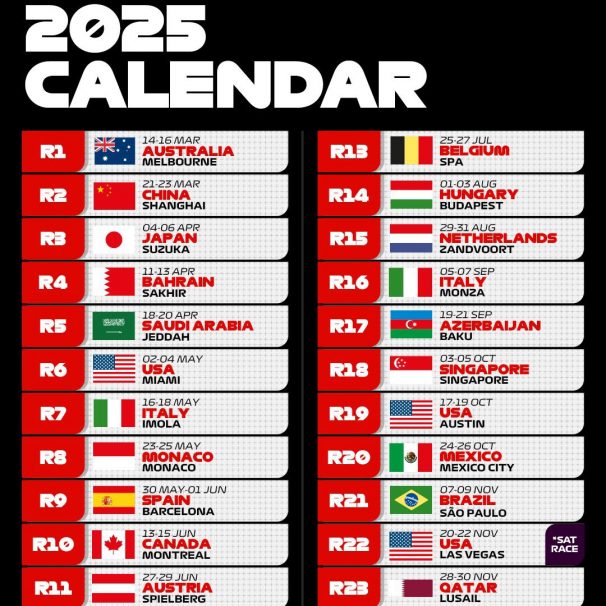 2025
CALENDAR
R1
14-16 MAR
AUSTRALIA
MELBOURNE
R2
21-23 MAR
CHINA
SHANGHAI
R3
04-06 APR
JAPAN
SUZUKA
R4
11-13 APR
BAHRAIN
SAKHIR
R5
18-20 APR
SAUDI ARABIA
JEDDAH
R6
02-04 MAY
USA
MIAMI
R7
16-18 MAY
ITALY
IMOLA
R8
23-25 MAY
MONACO
MONACO
R9
30 MAY-01 JUN
SPAIN
BARCELONA
R10
13-15 JUN
CANADA
MONTREAL
R11
27-29 JUN
AUSTRIA
SPIELBERG
R13
25-27 JUL
BELGIUM
SPA
R14
01-03 AUG
HUNGARY
BUDAPEST
R15
29-31 AUG
NETHERLANDS
ZANDVOORT
R16
05-07 SEP
ITALY
MONZA
R17
19-21 SEP
AZERBAIJAN
BAKU
R18
03-05 OCT
SINGAPORE
SINGAPORE
R19
17-19 OCT
USA
AUSTIN
R20
24-26 OCT
MEXICO
MEXICO CITY
R21
07-09 NOV
BRAZIL
SÃO PAULO
R22
20-22 NOV
USA
LAS VEGAS
*SAT
RACE
R23
28-30 NOV
QATAR
LUSAIL